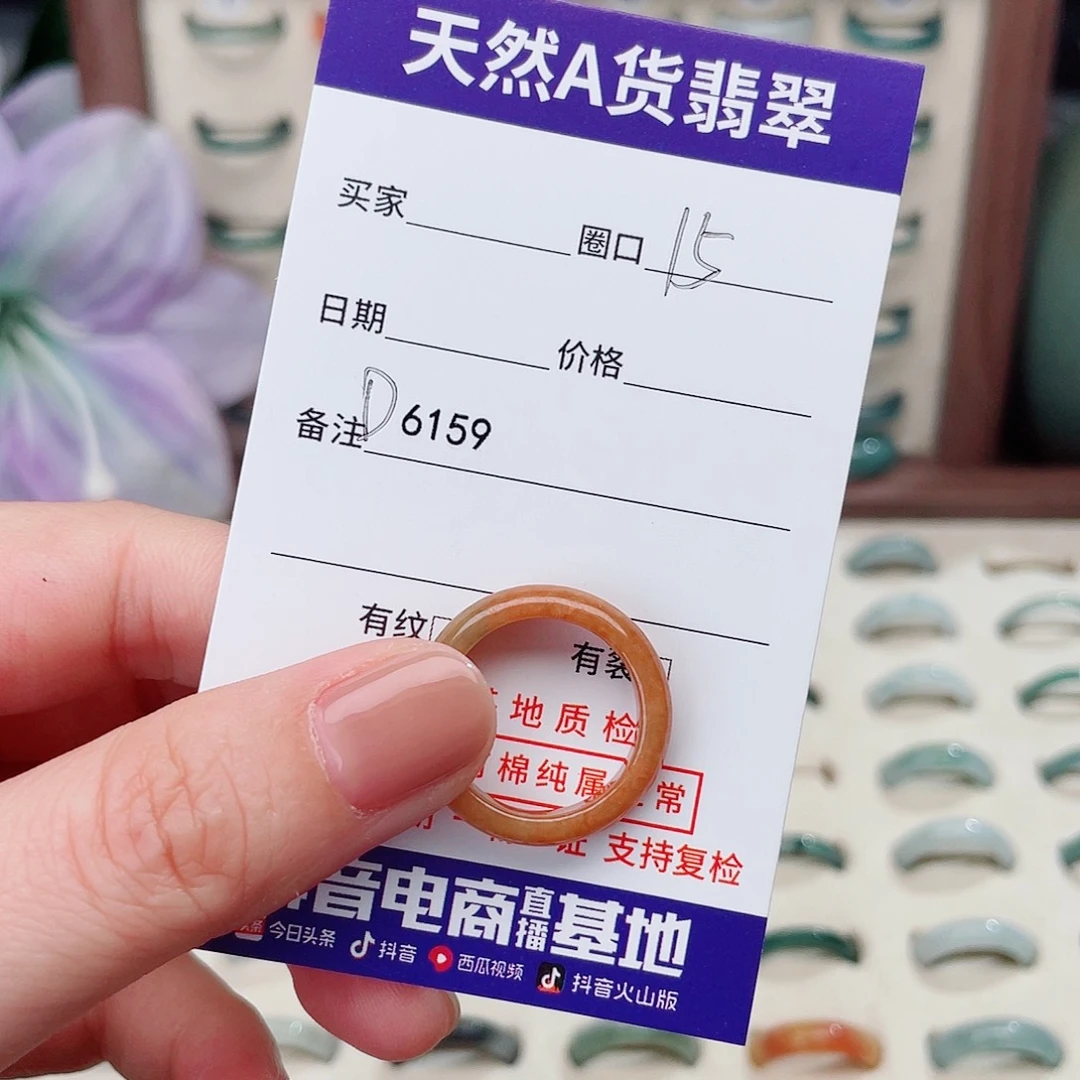 天然A货翡翠
买家 圈口 15
日期 价格
备注 D 6159
有纹 有裂
地质检
棉纯属 常
证 支持复检
音电商直播基地
今日头条 抖音 西瓜视频 抖音火山版